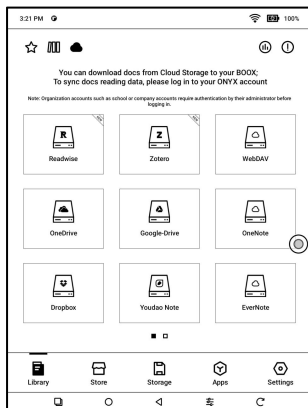 3:21 PM
100%
You can download docs from Cloud Storage to your BOOX;
To sync docs reading data, please log in to your ONYX account
Note: Organization accounts such as school or company accounts require authentication by their administrator before
logging in.
R
Z
Readwise
Zotero
WebDAV
OneDrive
Google-Drive
OneNote
Dropbox
Youdao Note
EverNote
Library
Store
Storage
Apps
Settings